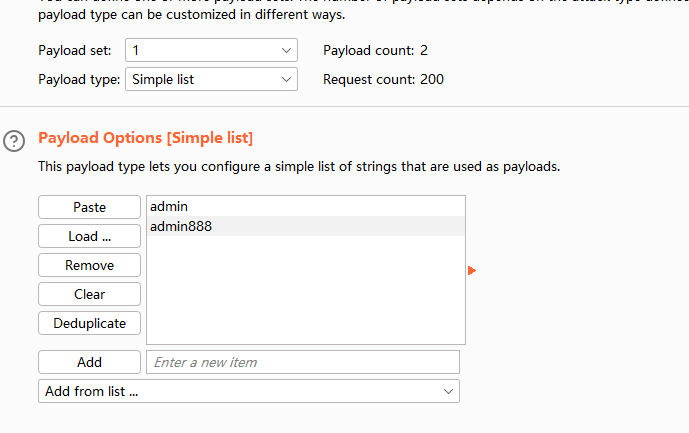 payload type can be customized in different ways.
Payload set: 1 Payload count: 2
Payload type: Simple list Request count: 200
? Payload Options [Simple list]
This payload type lets you configure a simple list of strings that are used as payloads.
Paste
Load ...
Remove
Clear
Deduplicate
admin
admin888
Add Enter a new item
Add from list ...